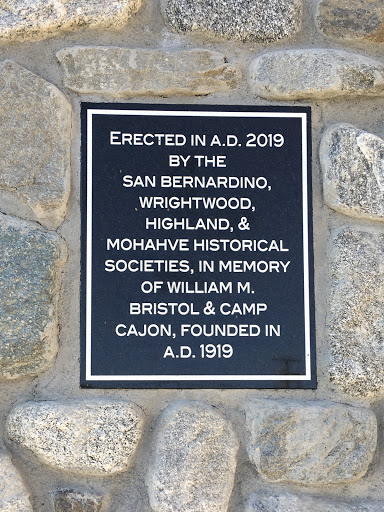 ERECTED IN A.D. 2019
BY THE
SAN BERNARDINO,
WRIGHTWOOD,
HIGHLAND, &
MOHAHVE HISTORICAL
SOCIETIES, IN MEMORY
OF WILLIAM M.
BRISTOL & CAMP
CAJON, FOUNDED IN
A.D. 1919